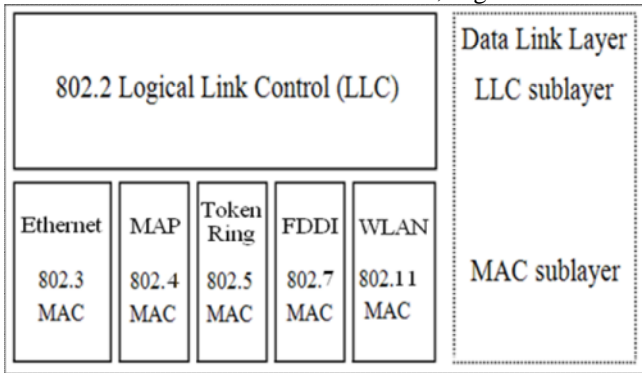 802.2 Logical Link Control (LLC)
Data Link Layer
LLC sublayer
Ethernet
802.3
MAC
MAP
802.4
MAC
Token
Ring
802.5
MAC
FDDI
802.7
MAC
WLAN
802.11
MAC
MAC sublayer